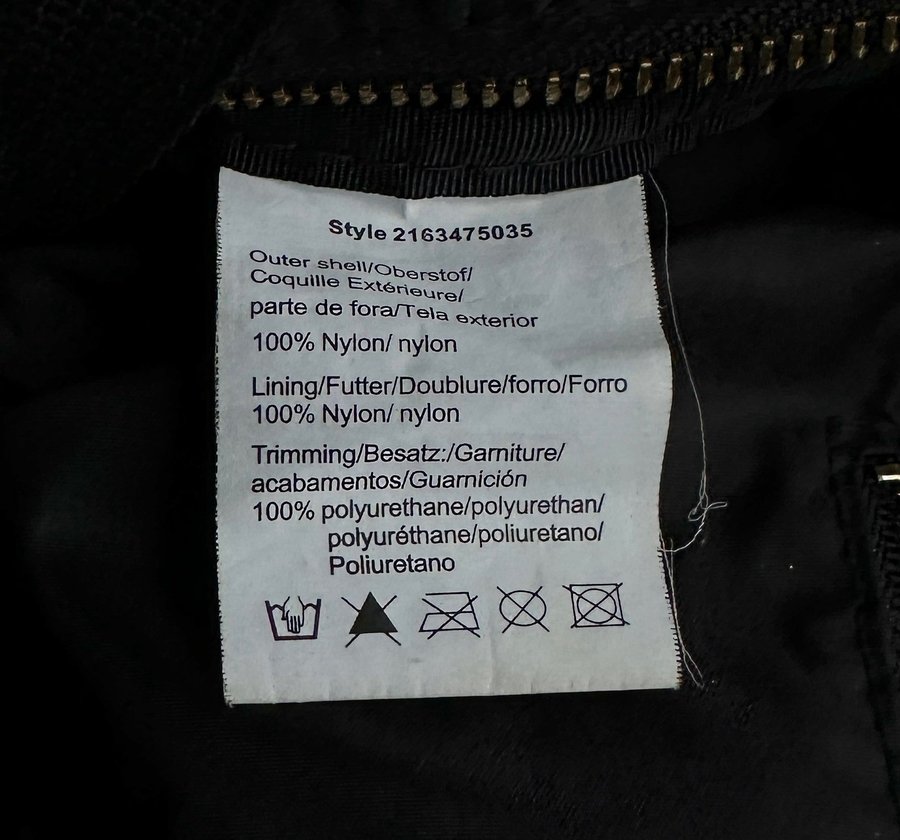 Style 2163475035
Outer shell/Oberstof/
Coquille Extérieure/
parte de fora/Tela exterior
100% Nylon/ nylon
Lining/Futter/Doublure/forro/Forro
100% Nylon/ nylon
Trimming/Besatz:/Garniture/
acabamentos/Guarnición
100% polyurethane/polyurethan/
polyuréthane/poliuretano/
Poliuretano